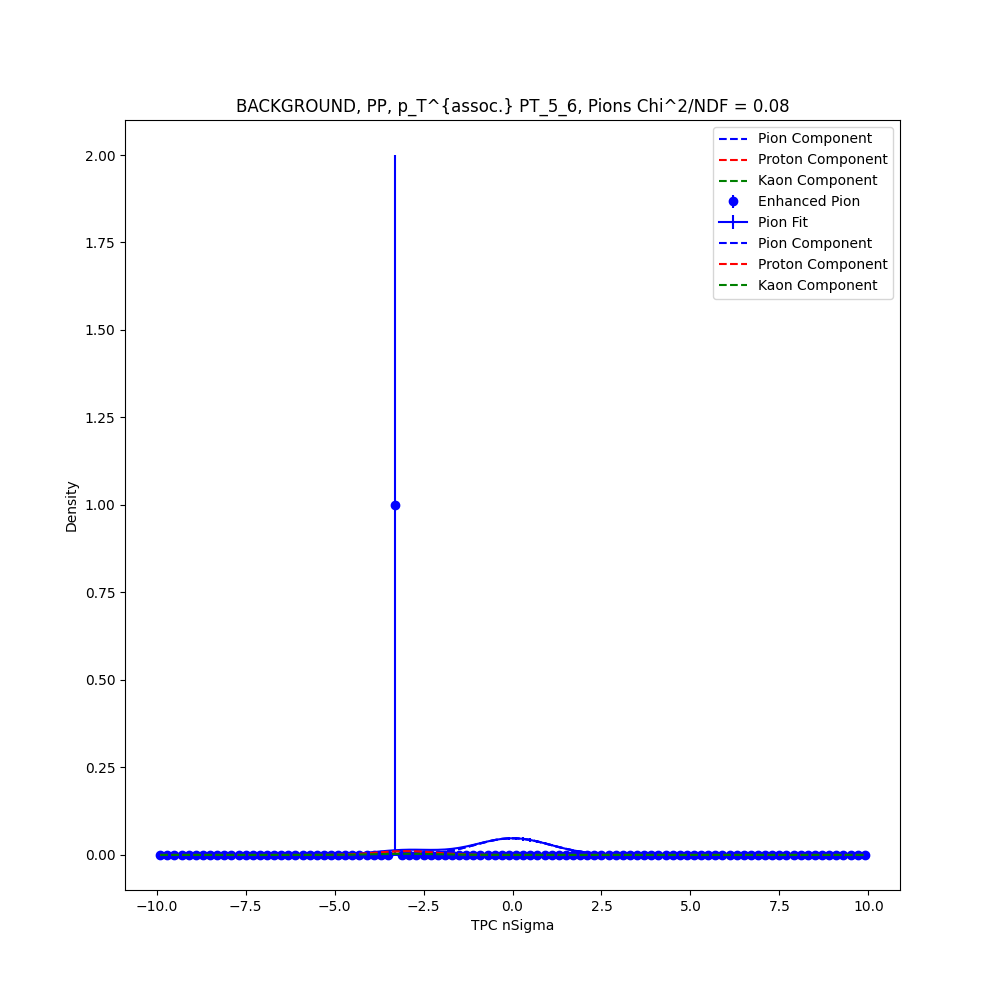 BACKGROUND, PP, p_T^{assoc.} PT_5_6, Pions Chi^2/NDF = 0.08
Pion Component
Proton Component
Kaon Component
Enhanced Pion
Pion Fit
Pion Component
Proton Component
Kaon Component
2.00
1.75
1.50
1.25
1.00
0.75
0.50
0.25
0.00
Density
−10.0 −7.5 −5.0 −2.5 0.0 2.5 5.0 7.5 10.0
TPC nSigma